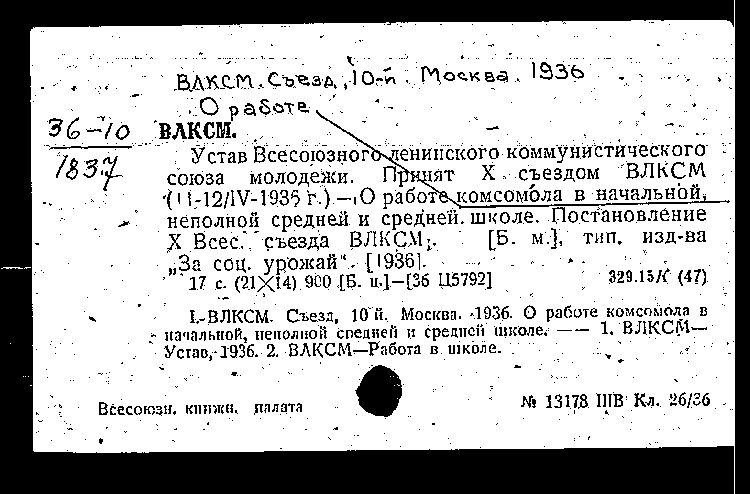 ВЛКСМ. Съезд, 10-й. Москва. 1936
О работе
36-10
1837
ВЛКСМ.
Устав Всесоюзного ленинского коммунистического
союза молодежи. Принят X съездом ВЛКСМ
(11-12/IV-1936 г.) — О работе комсомола в начальной,
неполной средней и средней школе. Постановление
X Всес. съезда ВЛКСМ. [Б. м.], тип. изд-ва
„За соц. урожай“. [1936].
17 с. (21×14) 900 [Б. ц.]—[36 Ц5792] 329.15К (47)
I. ВЛКСМ. Съезд, 10 й. Москва. 1936. О работе комсомола в
начальной, неполной средней и средней школе. —— 1. ВЛКСМ—
Устав, 1936. 2. ВЛКСМ—Работа в школе.
Всесоюзн. книжн. палата № 13178 IIIВ Кл. 26/36